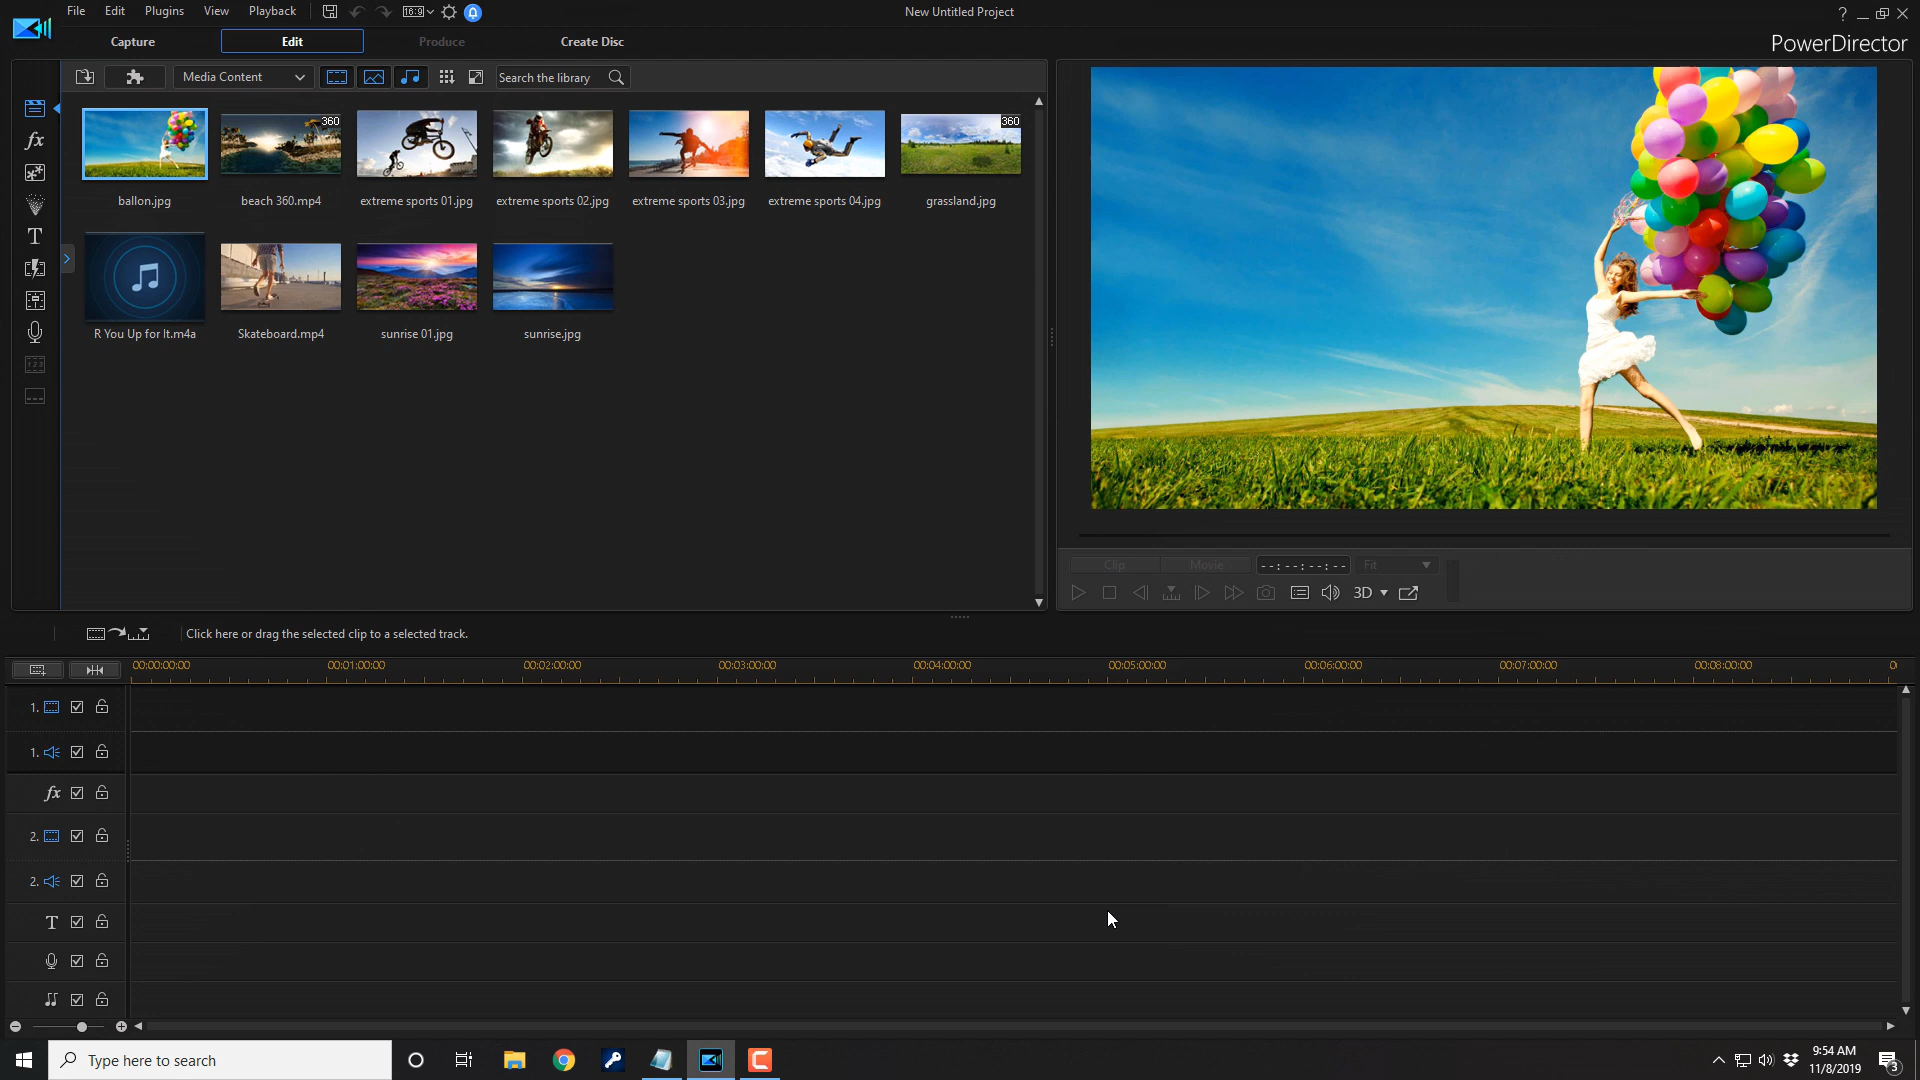 File Edit Plugins View Playback 16:9 New Untitled Project ?
Capture Edit Produce Create Disc PowerDirector
Media Content Search the library
360 360
ballon.jpg beach 360.mp4 extreme sports 01.jpg extreme sports 02.jpg extreme sports 03.jpg extreme sports 04.jpg grassland.jpg
fx
T
R You Up for It.m4a Skateboard.mp4 sunrise 01.jpg sunrise.jpg
Clip Movie --:--:--:-- Fit
3D
Click here or drag the selected clip to a selected track.
00:00:00:00 00:01:00:00 00:02:00:00 00:03:00:00 00:04:00:00 00:05:00:00 00:06:00:00 00:07:00:00 00:08:00:00 0
1.
1.
fx
2.
2.
T
Type here to search
9:54 AM
11/8/2019 3